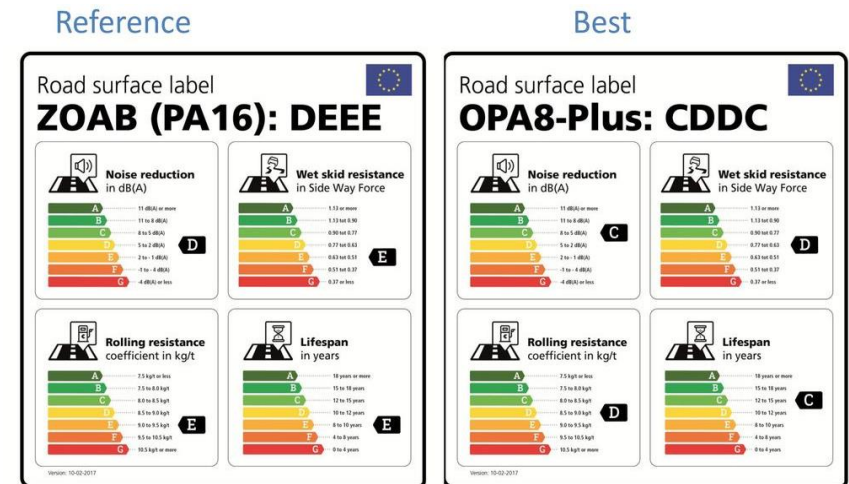 Reference
Road surface label
ZOAB (PA16): DEEE
Noise reduction
in dB(A)
A 11 dB(A) or more
B 11 to 8 dB(A)
C 8 to 5 dB(A)
D 5 to 2 dB(A)
E 2 to - 1 dB(A)
F -1 to - 4 dB(A)
G -4 dB(A) or less
D
Wet skid resistance
in Side Way Force
A 1.13 or more
B 1.13 tot 0.90
C 0.90 tot 0.77
D 0.77 tot 0.63
E 0.63 tot 0.51
F 0.51 tot 0.37
G 0.37 or less
E
Rolling resistance
coefficient in kg/t
A 7.5 kg/t or less
B 7.5 to 8.0 kg/t
C 8.0 to 8.5 kg/t
D 8.5 to 9.0 kg/t
E 9.0 to 9.5 kg/t
F 9.5 to 10.5 kg/t
G 10.5 kg/t or more
E
Lifespan
in years
A 18 years or more
B 15 to 18 years
C 12 to 15 years
D 10 to 12 years
E 8 to 10 years
F 4 to 8 years
G 0 to 4 years
E
Version: 10-02-2017
Best
Road surface label
OPA8-Plus: CDDC
Noise reduction
in dB(A)
A 11 dB(A) or more
B 11 to 8 dB(A)
C 8 to 5 dB(A)
D 5 to 2 dB(A)
E 2 to - 1 dB(A)
F -1 to - 4 dB(A)
G -4 dB(A) or less
C
Wet skid resistance
in Side Way Force
A 1.13 or more
B 1.13 tot 0.90
C 0.90 tot 0.77
D 0.77 tot 0.63
E 0.63 tot 0.51
F 0.51 tot 0.37
G 0.37 or less
D
Rolling resistance
coefficient in kg/t
A 7.5 kg/t or less
B 7.5 to 8.0 kg/t
C 8.0 to 8.5 kg/t
D 8.5 to 9.0 kg/t
E 9.0 to 9.5 kg/t
F 9.5 to 10.5 kg/t
G 10.5 kg/t or more
D
Lifespan
in years
A 18 years or more
B 15 to 18 years
C 12 to 15 years
D 10 to 12 years
E 8 to 10 years
F 4 to 8 years
G 0 to 4 years
C
Version: 10-02-2017